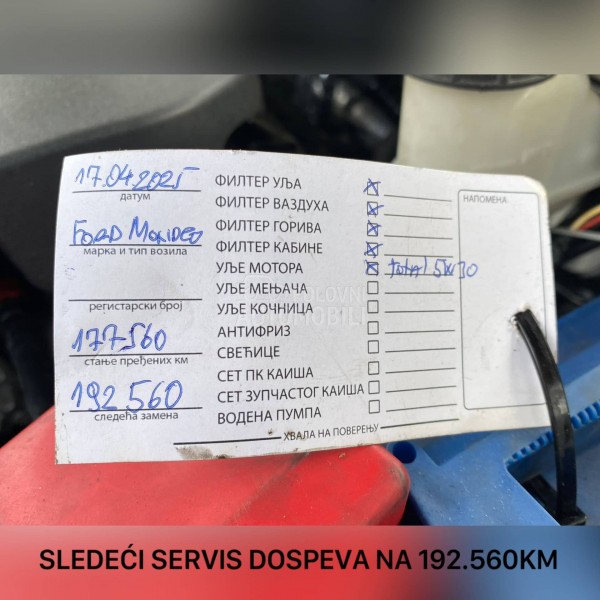 17.04.2025
датум
FORD MONDEO
марка и тип возила
регистарски број
177560
стање пређених км
192 560
следећа замена
ФИЛТЕР УЉА
ФИЛТЕР ВАЗДУХА
ФИЛТЕР ГОРИВА
ФИЛТЕР КАБИНЕ
УЉЕ МОТОРА total 5W30
УЉЕ МЕЊАЧА
УЉЕ КОЧНИЦА
АНТИФРИЗ
СВЕЋИЦЕ
СЕТ ПК КАИША
СЕТ ЗУПЧАСТОГ КАИША
ВОДЕНА ПУМПА
ХВАЛА НА ПОВЕРЕЊУ
НАПОМЕНА
SLEDEĆI SERVIS DOSPEVA NA 192.560KM